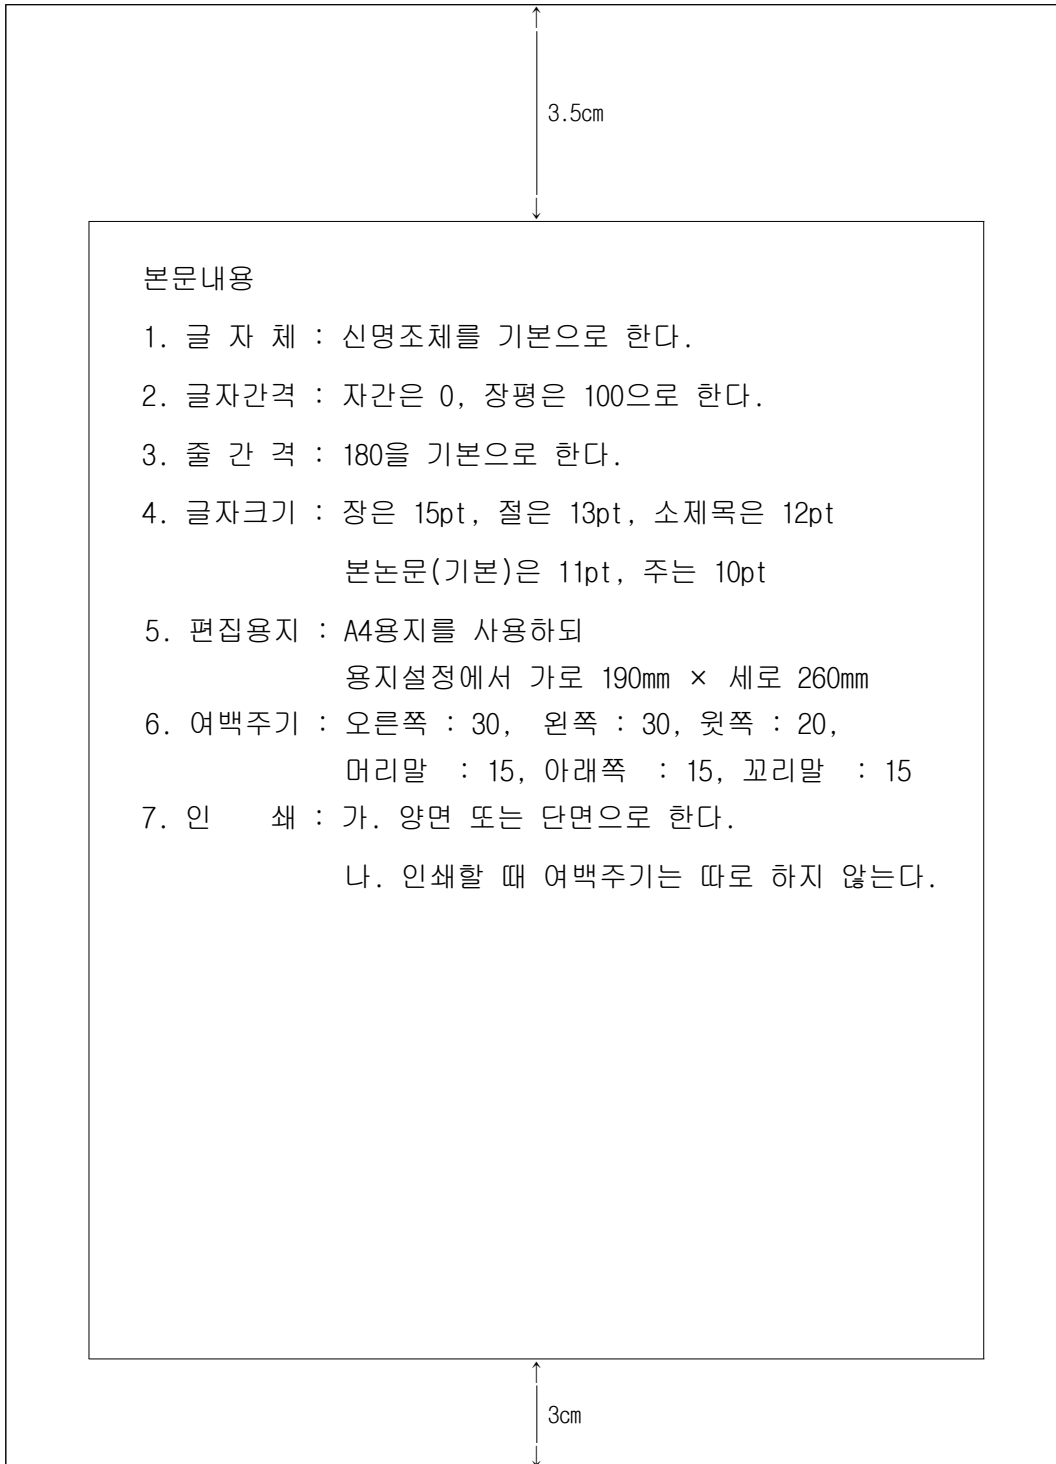 3.5cm
본문내용
1. 글 자 체 : 신명조체를 기본으로 한다.
2. 글자간격 : 자간은 0, 장평은 100으로 한다.
3. 줄 간 격 : 180을 기본으로 한다.
4. 글자크기 : 장은 15pt, 절은 13pt, 소제목은 12pt
본논문(기본)은 11pt, 주는 10pt
5. 편집용지 : A4용지를 사용하되
용지설정에서 가로 190㎜ × 세로 260㎜
6. 여백주기 : 오른쪽 : 30, 왼쪽 : 30, 윗쪽 : 20,
머리말 : 15, 아래쪽 : 15, 꼬리말 : 15
7. 인 쇄 : 가. 양면 또는 단면으로 한다.
나. 인쇄할 때 여백주기는 따로 하지 않는다.
3cm